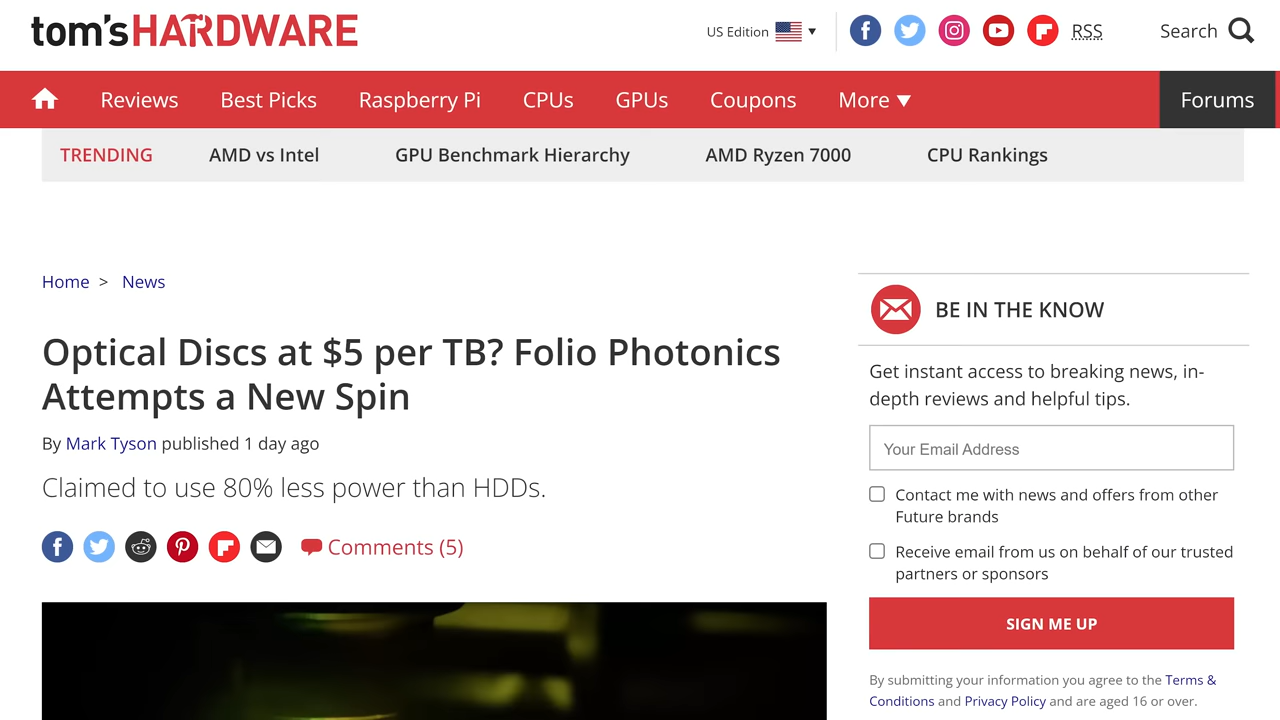 tom's HARDWARE
US Edition
RSS
Search
Reviews
Best Picks
Raspberry Pi
CPUs
GPUs
Coupons
More
Forums
TRENDING
AMD vs Intel
GPU Benchmark Hierarchy
AMD Ryzen 7000
CPU Rankings
Home > News
Optical Discs at $5 per TB? Folio Photonics
Attempts a New Spin
By Mark Tyson published 1 day ago
Claimed to use 80% less power than HDDs.
Comments (5)
BE IN THE KNOW
Get instant access to breaking news, in-
depth reviews and helpful tips.
Your Email Address
Contact me with news and offers from other
Future brands
Receive email from us on behalf of our trusted
partners or sponsors
SIGN ME UP
By submitting your information you agree to the Terms &
Conditions and Privacy Policy and are aged 16 or over.